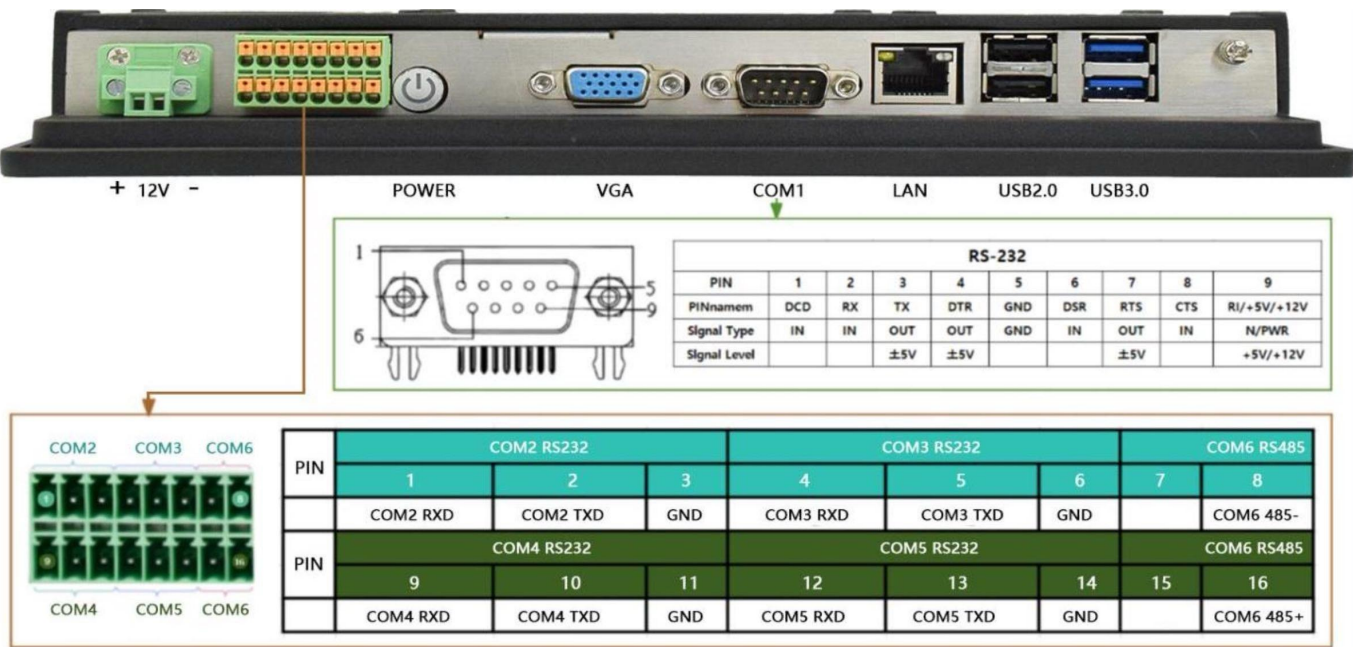 + 12V - POWER VGA COM1 LAN USB2.0 USB3.0
1
5
9
6
RS-232
PIN 1 2 3 4 5 6 7 8 9
PINnamem DCD RX TX DTR GND DSR RTS CTS RI/+5V/+12V
Signal Type IN IN OUT OUT GND IN OUT IN N/PWR
Signal Level ±5V ±5V ±5V +5V/+12V
COM2 COM3 COM6
1 8
9 16
COM4 COM5 COM6
PIN COM2 RS232 COM3 RS232 COM6 RS485
1 2 3 4 5 6 7 8
COM2 RXD COM2 TXD GND COM3 RXD COM3 TXD GND COM6 485-
PIN COM4 RS232 COM5 RS232 COM6 RS485
9 10 11 12 13 14 15 16
COM4 RXD COM4 TXD GND COM5 RXD COM5 TXD GND COM6 485+